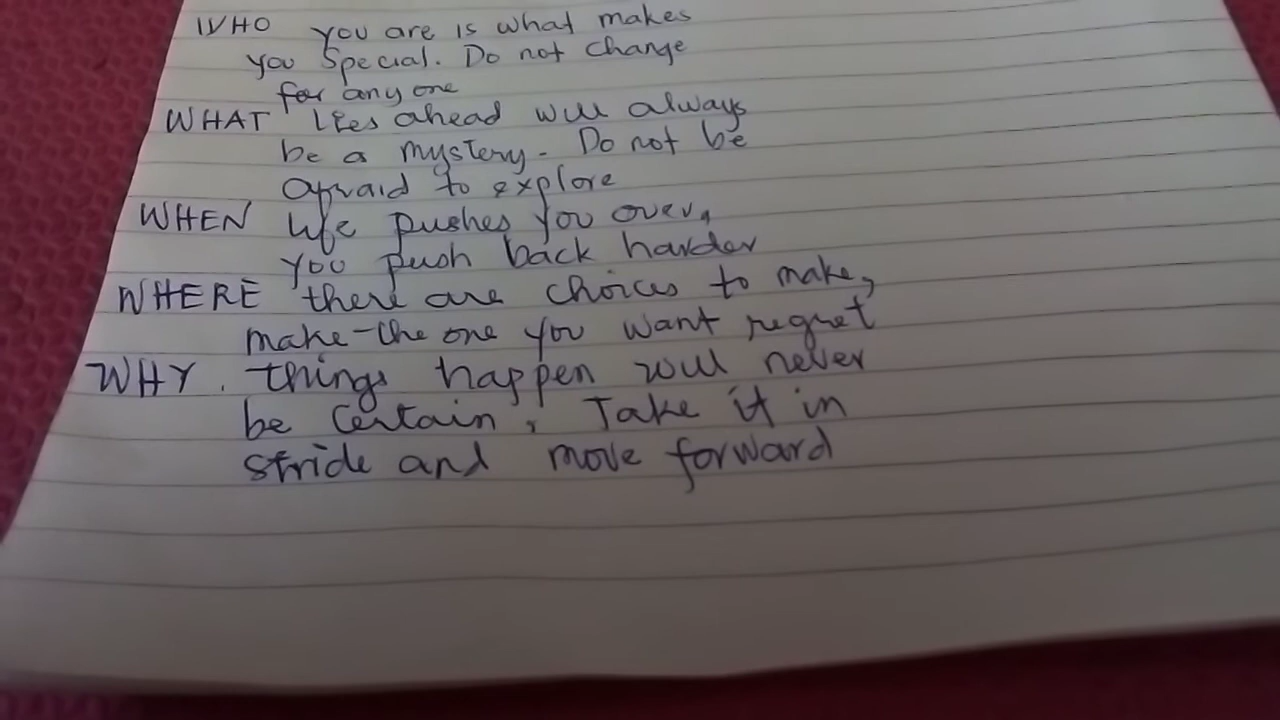 WHO you are is what makes
you special. Do not change
for any one
WHAT lies ahead will always
be a mystery. Do not be
afraid to explore
WHEN life pushes you over,
you push back harder
WHERE there are choices to make,
make the one you want regret
WHY. things happen will never
be certain, Take it in
stride and move forward